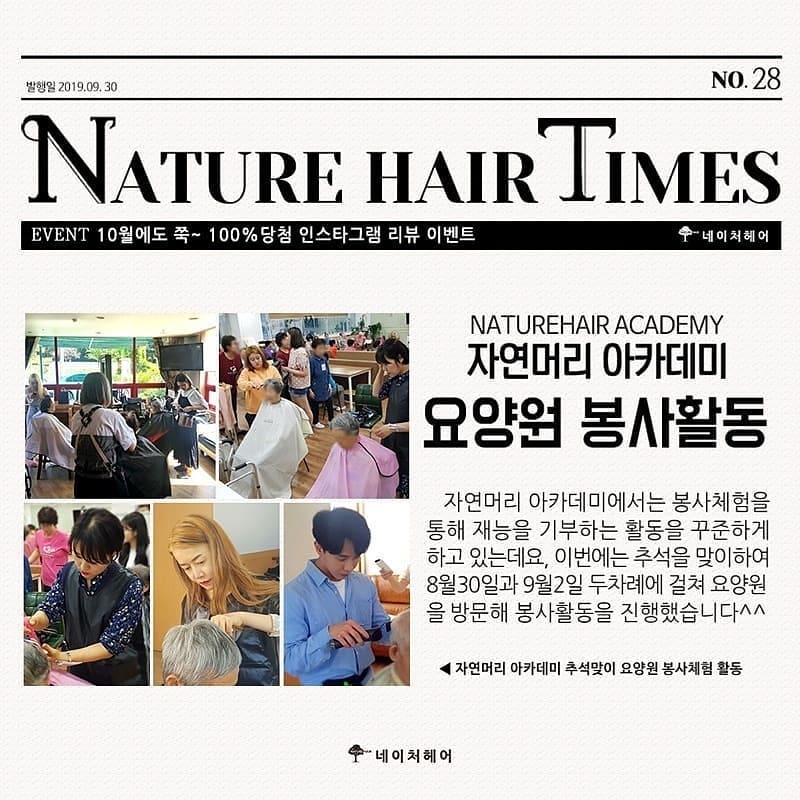 발행일 2019.09. 30
NO. 28
NATURE HAIR TIMES
EVENT 10월에도 쭉~ 100%당첨 인스타그램 리뷰 이벤트
네이처헤어
NATUREHAIR ACADEMY
자연머리 아카데미
요양원 봉사활동
자연머리 아카데미에서는 봉사체험을
통해 재능을 기부하는 활동을 꾸준하게
하고 있는데요, 이번에는 추석을 맞이하여
8월30일과 9월2일 두차례에 걸쳐 요양원
을 방문해 봉사활동을 진행했습니다^^
◀ 자연머리 아카데미 추석맞이 요양원 봉사체험 활동
네이처헤어